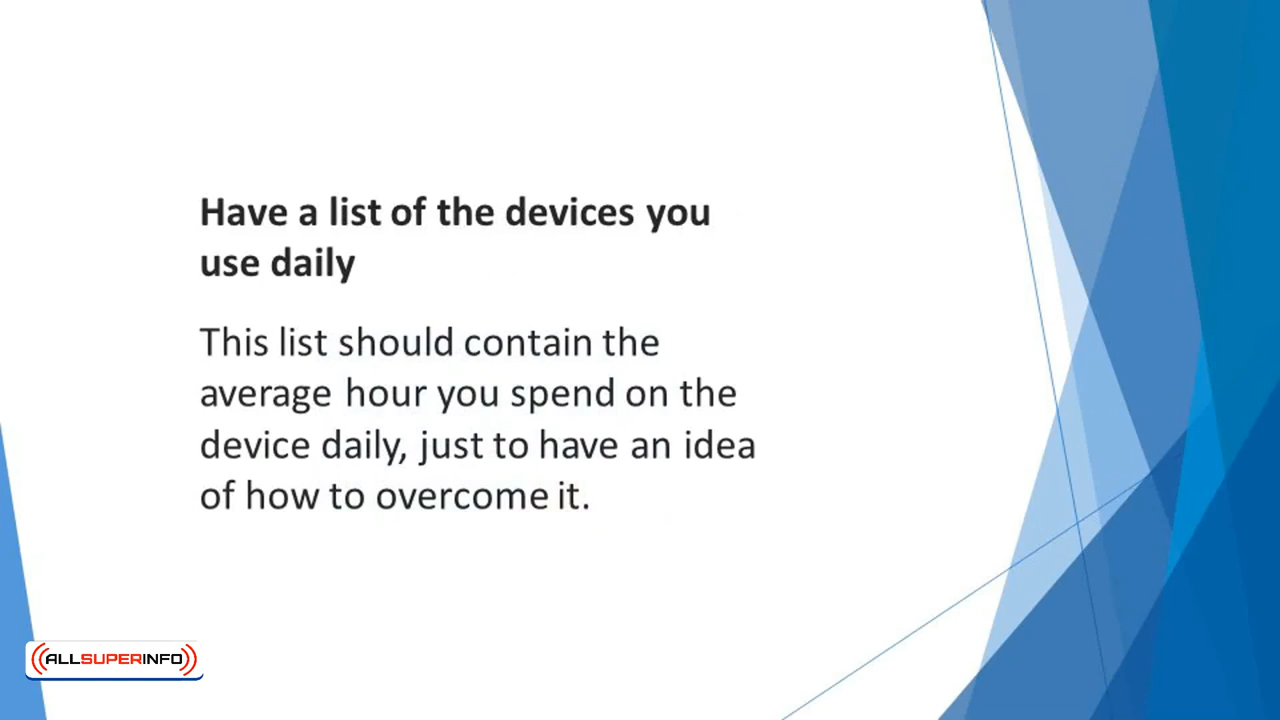 Have a list of the devices you
use daily
This list should contain the
average hour you spend on the
device daily, just to have an idea
of how to overcome it.
ALLSUPERINFO